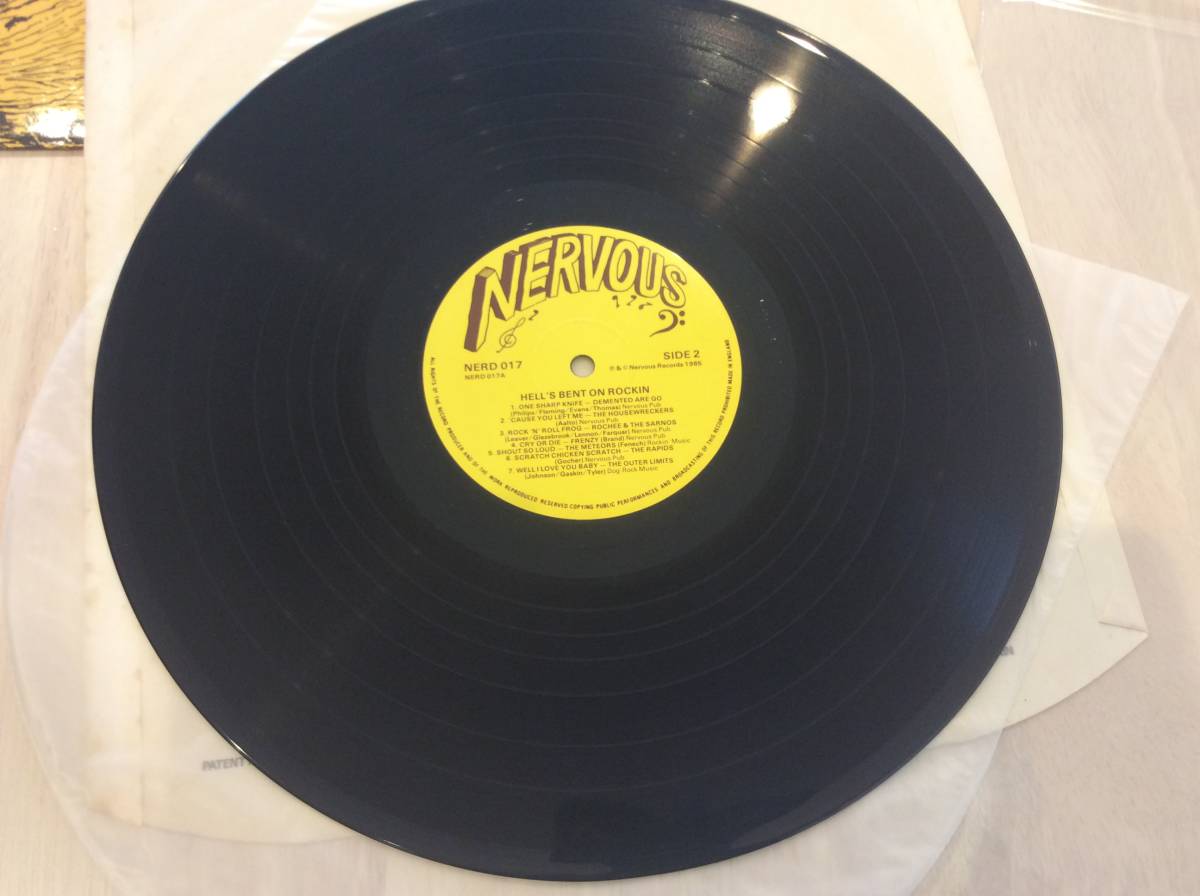 NERVOUS
NERD 017
NERD 017A
SIDE 2
℗ & © Nervous Records 1985
HELL'S BENT ON ROCKIN
1. ONE SHARP KNIFE — DEMENTED ARE GO
(Philips/Flaming/Evans/Thomas) Nervous Pub
2. 'CAUSE YOU LEFT ME — THE HOUSEWRECKERS
(Aalto) Nervous Pub
3. ROCK 'N' ROLL FROG — ROCHEE & THE SARNOS
(Leaver/Glazebrook/Lennon/Farquar) Nervous Pub
4. CRY OR DIE — FRENZY (Brand) Nervous Pub
5. SHOUT SO LOUD — THE METEORS (Fenech) Rockin' Music
6. SCRATCH CHICKEN SCRATCH — THE RAPIDS
(Gocher) Nervous Pub
7. WELL I LOVE YOU BABY — THE OUTER LIMITS
(Johnson/Gaskin/Tyler) Dog Rock Music
ALL RIGHTS OF THE RECORD PRODUCER AND OF THE WORK REPRODUCED RESERVED COPYING PUBLIC PERFORMANCES AND BROADCASTING OF THIS RECORD PROHIBITED MADE IN ENGLAND
PATENT